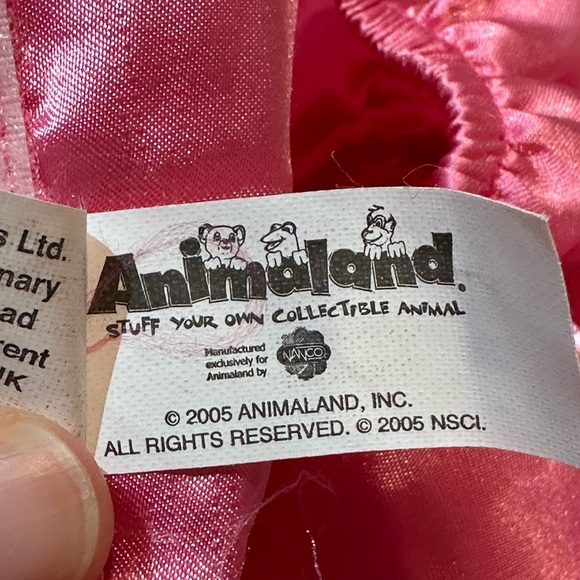 s Ltd.
mary
ad
rent
UK
Animaland.
STUFF YOUR OWN COLLECTIBLE ANIMAL
Manufactured
exclusively for
Animaland by
NANCO
© 2005 ANIMALAND, INC.
ALL RIGHTS RESERVED. © 2005 NSCI.